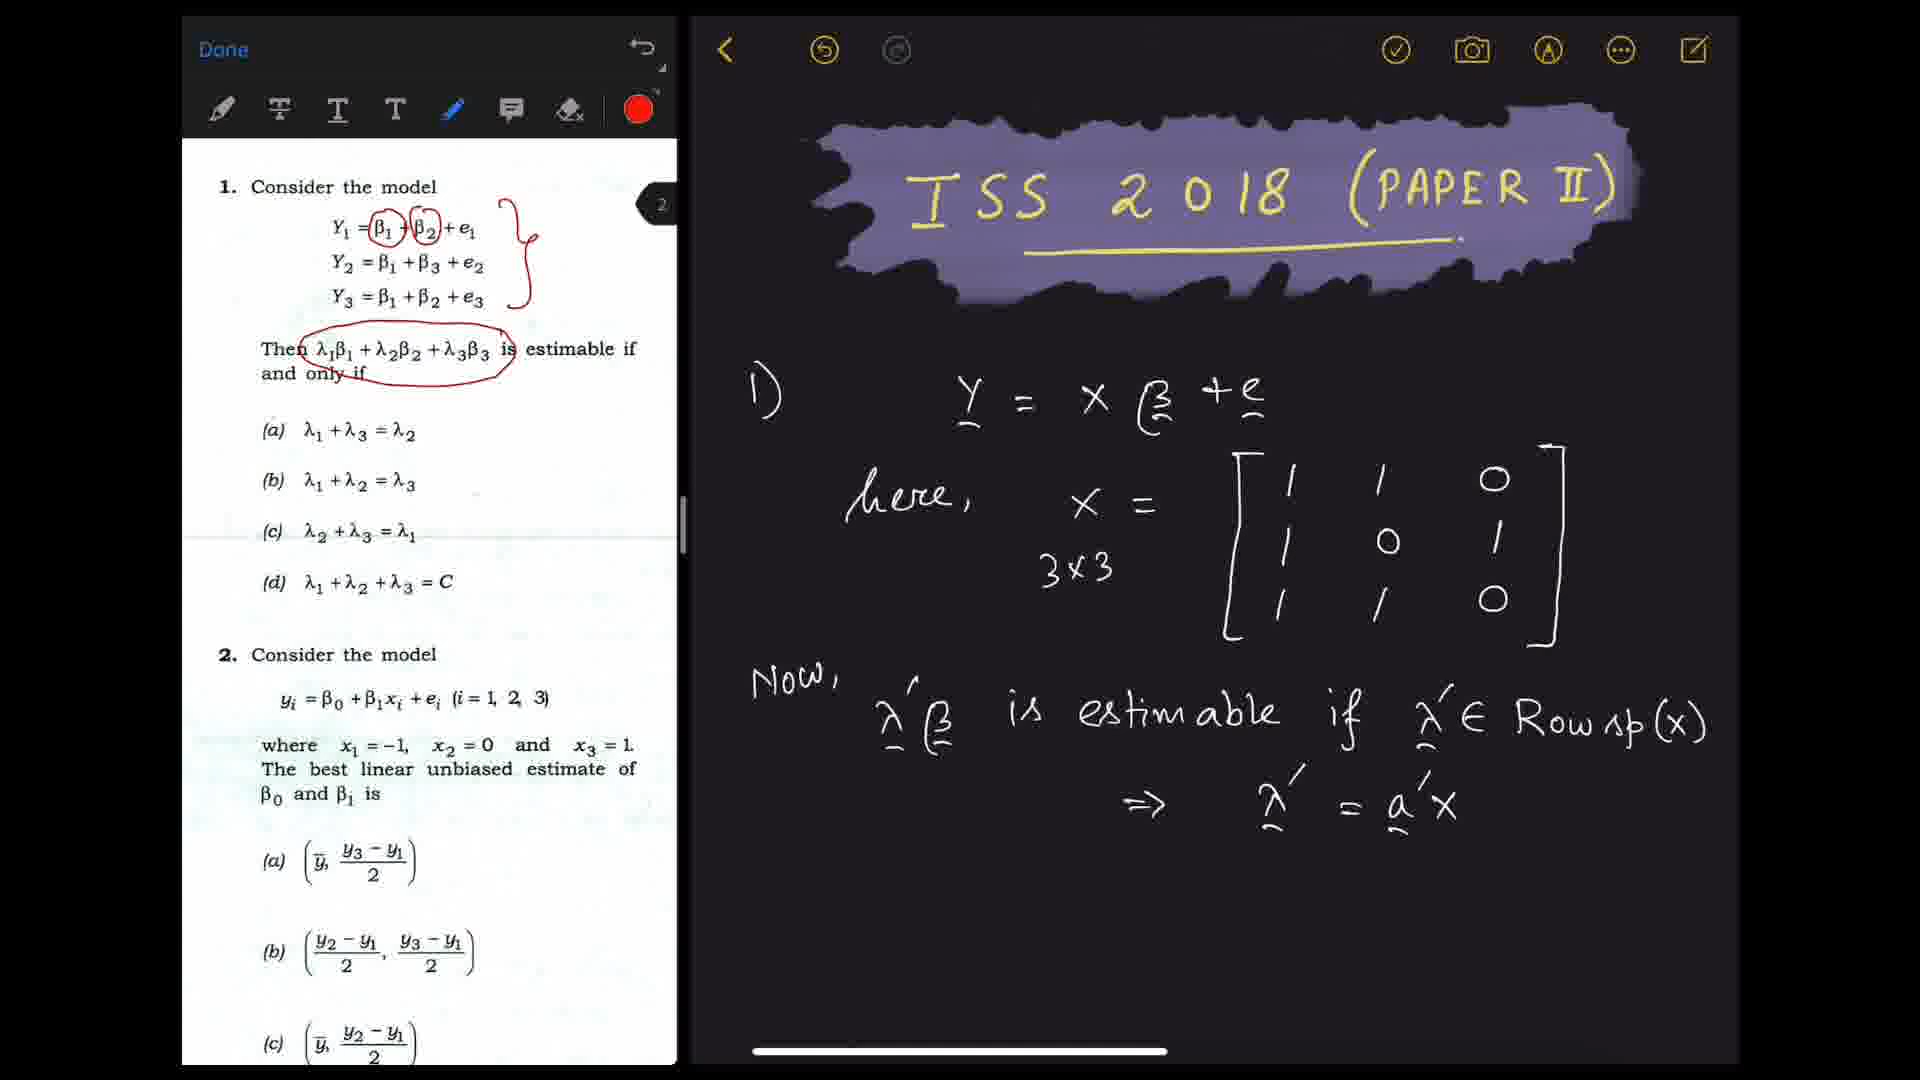 Done
T T T
1. Consider the model
Y₁ = β₁ + β₂ + e₁
Y₂ = β₁ + β₃ + e₂
Y₃ = β₁ + β₂ + e₃
Then λ₁β₁ + λ₂β₂ + λ₃β₃ is estimable if
and only if
(a) λ₁ + λ₃ = λ₂
(b) λ₁ + λ₂ = λ₃
(c) λ₂ + λ₃ = λ₁
(d) λ₁ + λ₂ + λ₃ = C
2. Consider the model
yᵢ = β₀ + β₁xᵢ + eᵢ (i = 1, 2, 3)
where x₁ = −1, x₂ = 0 and x₃ = 1.
The best linear unbiased estimate of
β₀ and β₁ is
(a) (ȳ, (y₃ − y₁)/2)
(b) ((y₂ − y₁)/2, (y₃ − y₁)/2)
(c) (ȳ, (y₂ − y₁)/2)
2
ISS 2018 (PAPER II)
1) Y = X β + e
here, X =
3×3
1 1 0
1 0 1
1 1 0
Now,
λ′β is estimable if λ′ ∈ Row sp(X)
⇒ λ′ = a′X